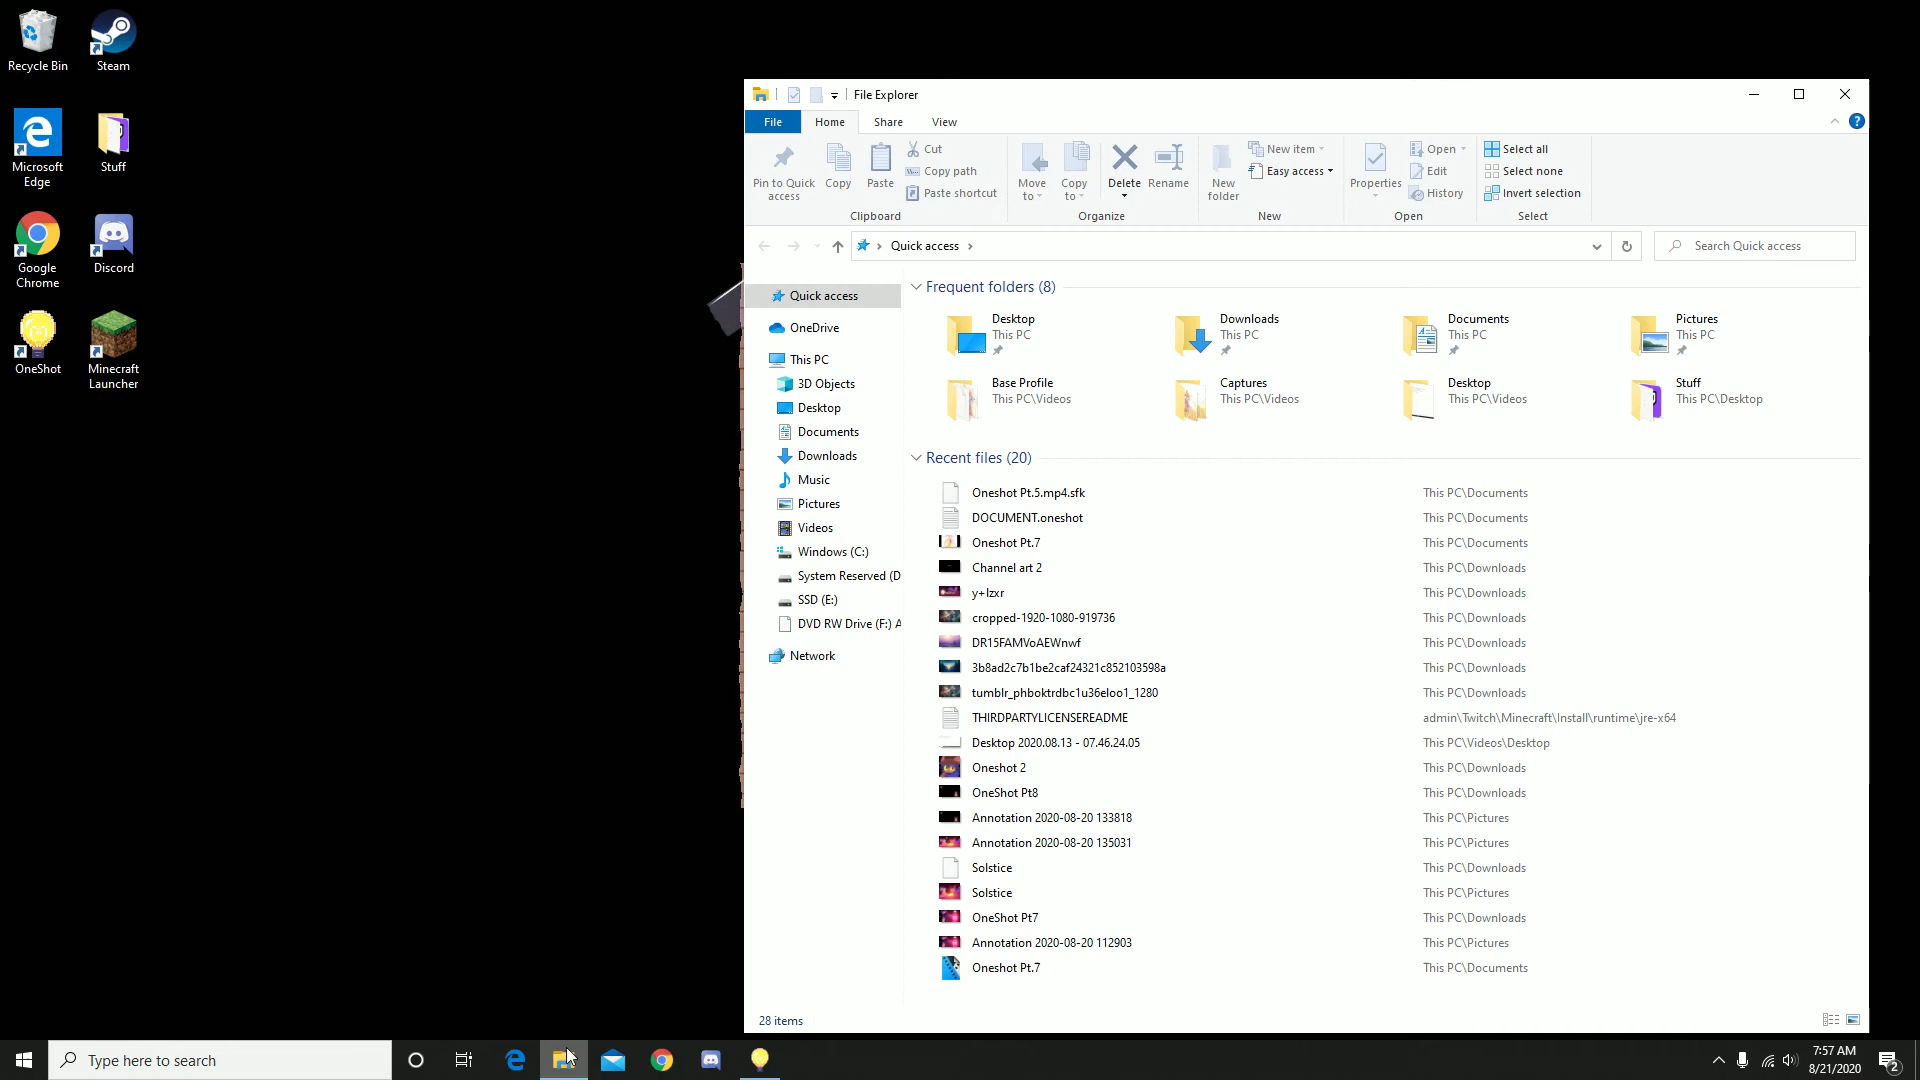 Recycle Bin
Steam
Microsoft
Edge
Stuff
Google
Chrome
Discord
OneShot
Minecraft
Launcher
File Explorer
File
Home
Share
View
Pin to Quick
access
Copy
Paste
Cut
Copy path
Paste shortcut
Clipboard
Move
to
Copy
to
Delete
Rename
Organize
New
folder
New item
Easy access
New
Properties
Open
Edit
History
Open
Select all
Select none
Invert selection
Select
Quick access
Search Quick access
Quick access
OneDrive
This PC
3D Objects
Desktop
Documents
Downloads
Music
Pictures
Videos
Windows (C:)
System Reserved (D
SSD (E:)
DVD RW Drive (F:) A
Network
Frequent folders (8)
Desktop
This PC
Downloads
This PC
Documents
This PC
Pictures
This PC
Base Profile
This PC\Videos
Captures
This PC\Videos
Desktop
This PC\Videos
Stuff
This PC\Desktop
Recent files (20)
Oneshot Pt.5.mp4.sfk This PC\Documents
DOCUMENT.oneshot This PC\Documents
Oneshot Pt.7 This PC\Documents
Channel art 2 This PC\Downloads
y+lzxr This PC\Downloads
cropped-1920-1080-919736 This PC\Downloads
DR15FAMVoAEWnwf This PC\Downloads
3b8ad2c7b1be2caf24321c852103598a This PC\Downloads
tumblr_phboktrdbc1u36eloo1_1280 This PC\Downloads
THIRDPARTYLICENSEREADME admin\Twitch\Minecraft\Install\runtime\jre-x64
Desktop 2020.08.13 - 07.46.24.05 This PC\Videos\Desktop
Oneshot 2 This PC\Downloads
OneShot Pt8 This PC\Downloads
Annotation 2020-08-20 133818 This PC\Pictures
Annotation 2020-08-20 135031 This PC\Pictures
Solstice This PC\Downloads
Solstice This PC\Pictures
OneShot Pt7 This PC\Downloads
Annotation 2020-08-20 112903 This PC\Pictures
Oneshot Pt.7 This PC\Documents
28 items
Type here to search
7:57 AM
8/21/2020
2